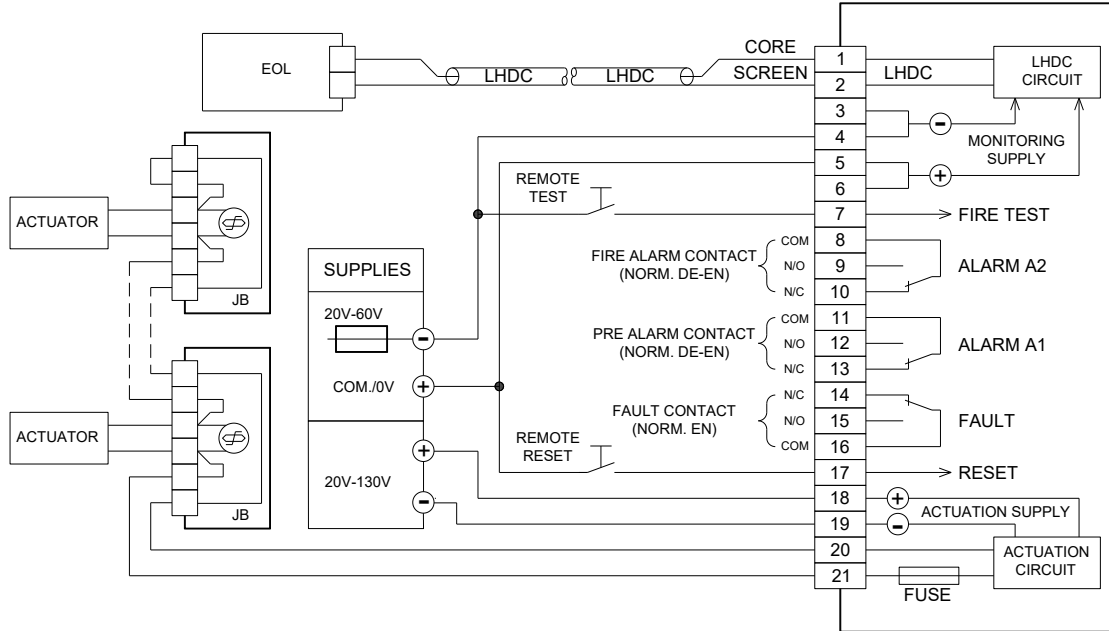 EOL
LHDC
LHDC
CORE
SCREEN
1
2
3
4
5
6
7
8
9
10
11
12
13
14
15
16
17
18
19
20
21
LHDC
LHDC
CIRCUIT
-
MONITORING
SUPPLY
+
REMOTE
TEST
FIRE TEST
FIRE ALARM CONTACT
(NORM. DE-EN)
COM
N/O
N/C
ALARM A2
PRE ALARM CONTACT
(NORM. DE-EN)
COM
N/O
N/C
ALARM A1
FAULT CONTACT
(NORM. EN)
N/C
N/O
COM
FAULT
REMOTE
RESET
RESET
+
ACTUATION SUPPLY
-
ACTUATION
CIRCUIT
FUSE
ACTUATOR
JB
ACTUATOR
JB
SUPPLIES
20V-60V
-
COM./0V
+
20V-130V
+
-